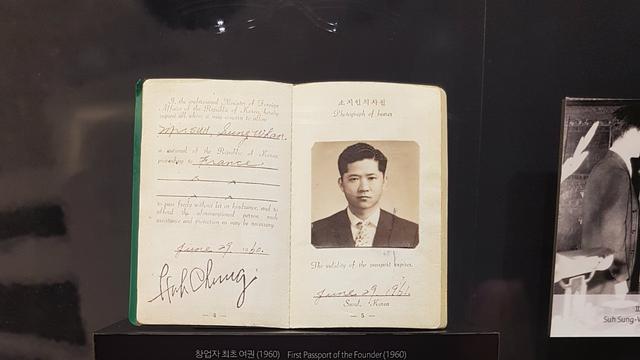 I, the undersigned Minister of Foreign
Affairs of the Republic of Korea, hereby
request all whom it may concern to allow
Mr. Suh, Sung Whan.
a national of the Republic of Korea,
proceeding to France
to pass freely without let or hindrance, and to
afford the abovementioned person such
assistance and protection as may be necessary.
June 29 1960.
— 4 —
소지인의사진
Photograph of bearer
The validity of this passport expires
June 29 1961.
Seoul, Korea
— 5 —
창업자 최초 여권 (1960) First Passport of the Founder (1960)
Suh Sung-W